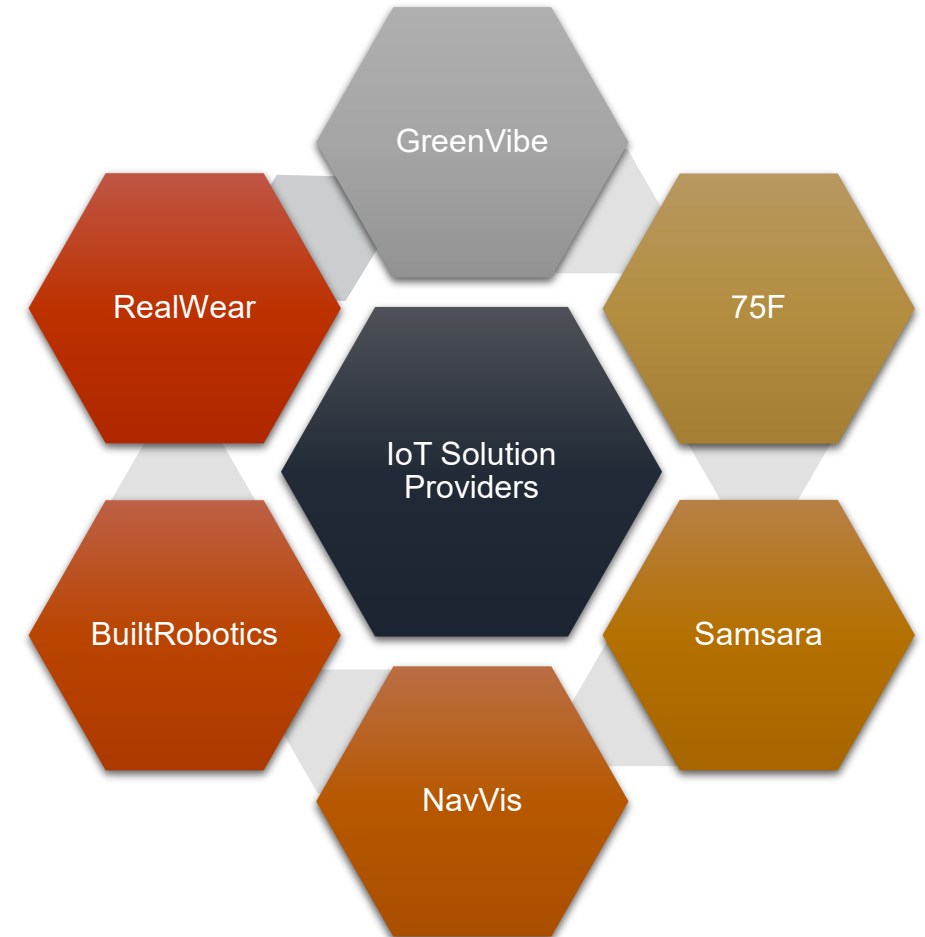 GreenVibe
RealWear
75F
IoT Solution
Providers
BuiltRobotics
Samsara
NavVis